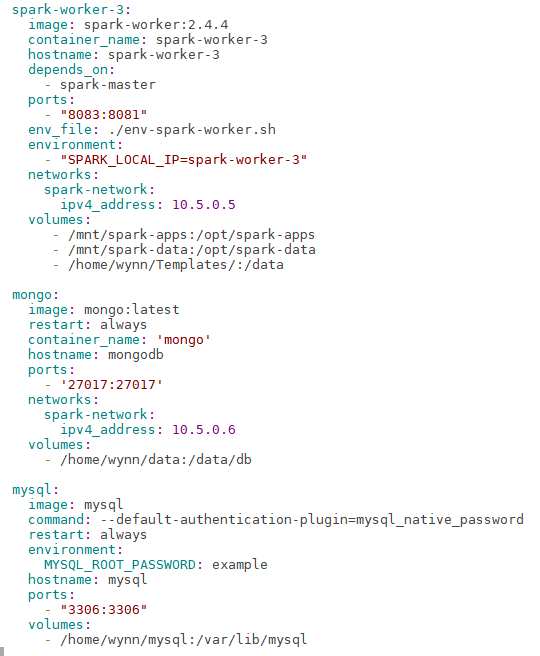 spark-worker-3:
image: spark-worker:2.4.4
container_name: spark-worker-3
hostname: spark-worker-3
depends_on:
- spark-master
ports:
- "8083:8081"
env_file: ./env-spark-worker.sh
environment:
- "SPARK_LOCAL_IP=spark-worker-3"
networks:
spark-network:
ipv4_address: 10.5.0.5
volumes:
- /mnt/spark-apps:/opt/spark-apps
- /mnt/spark-data:/opt/spark-data
- /home/wynn/Templates/:/data
mongo:
image: mongo:latest
restart: always
container_name: 'mongo'
hostname: mongodb
ports:
- '27017:27017'
networks:
spark-network:
ipv4_address: 10.5.0.6
volumes:
- /home/wynn/data:/data/db
mysql:
image: mysql
command: --default-authentication-plugin=mysql_native_password
restart: always
environment:
MYSQL_ROOT_PASSWORD: example
hostname: mysql
ports:
- "3306:3306"
volumes:
- /home/wynn/mysql:/var/lib/mysql